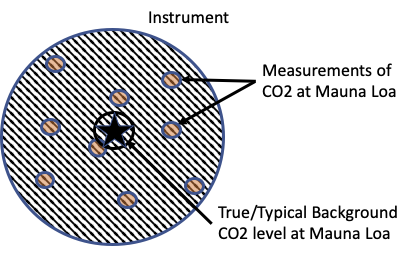 Instrument
Measurements of
CO2 at Mauna Loa
True/Typical Background
CO2 level at Mauna Loa